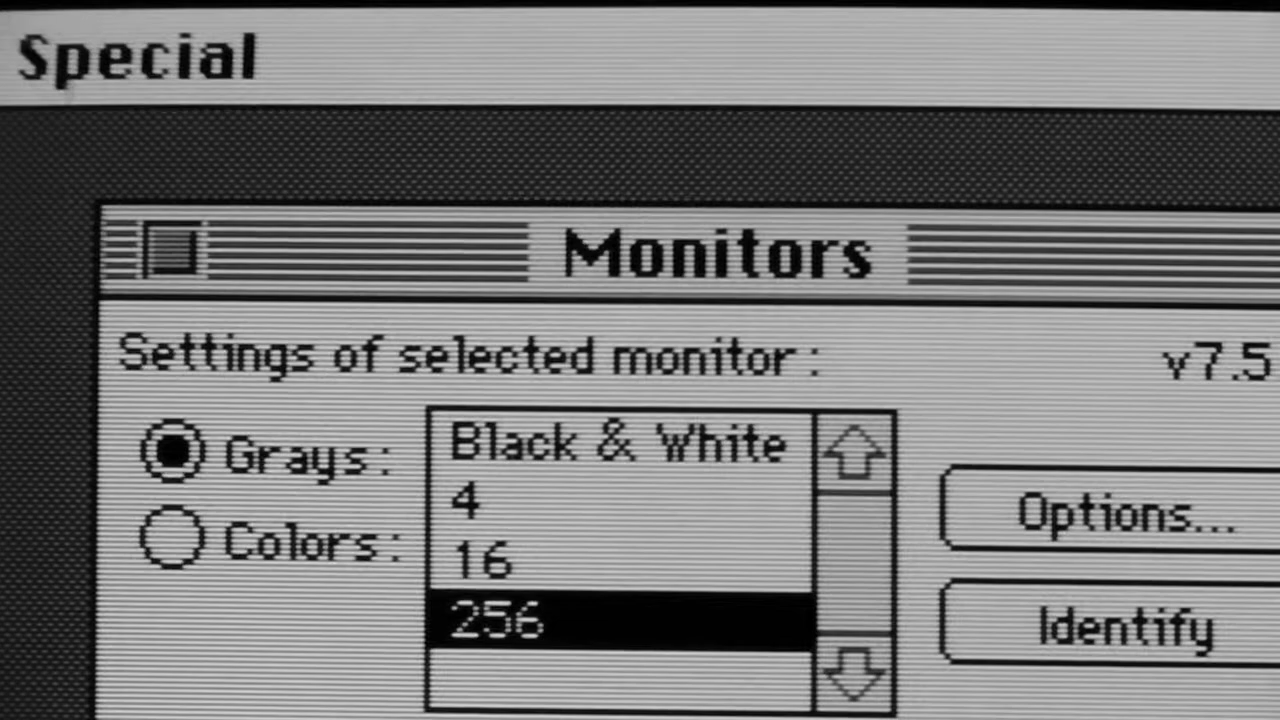 Special
Monitors
Settings of selected monitor: v7.5
Grays:
Colors:
Black & White
4
16
256
Options...
Identify